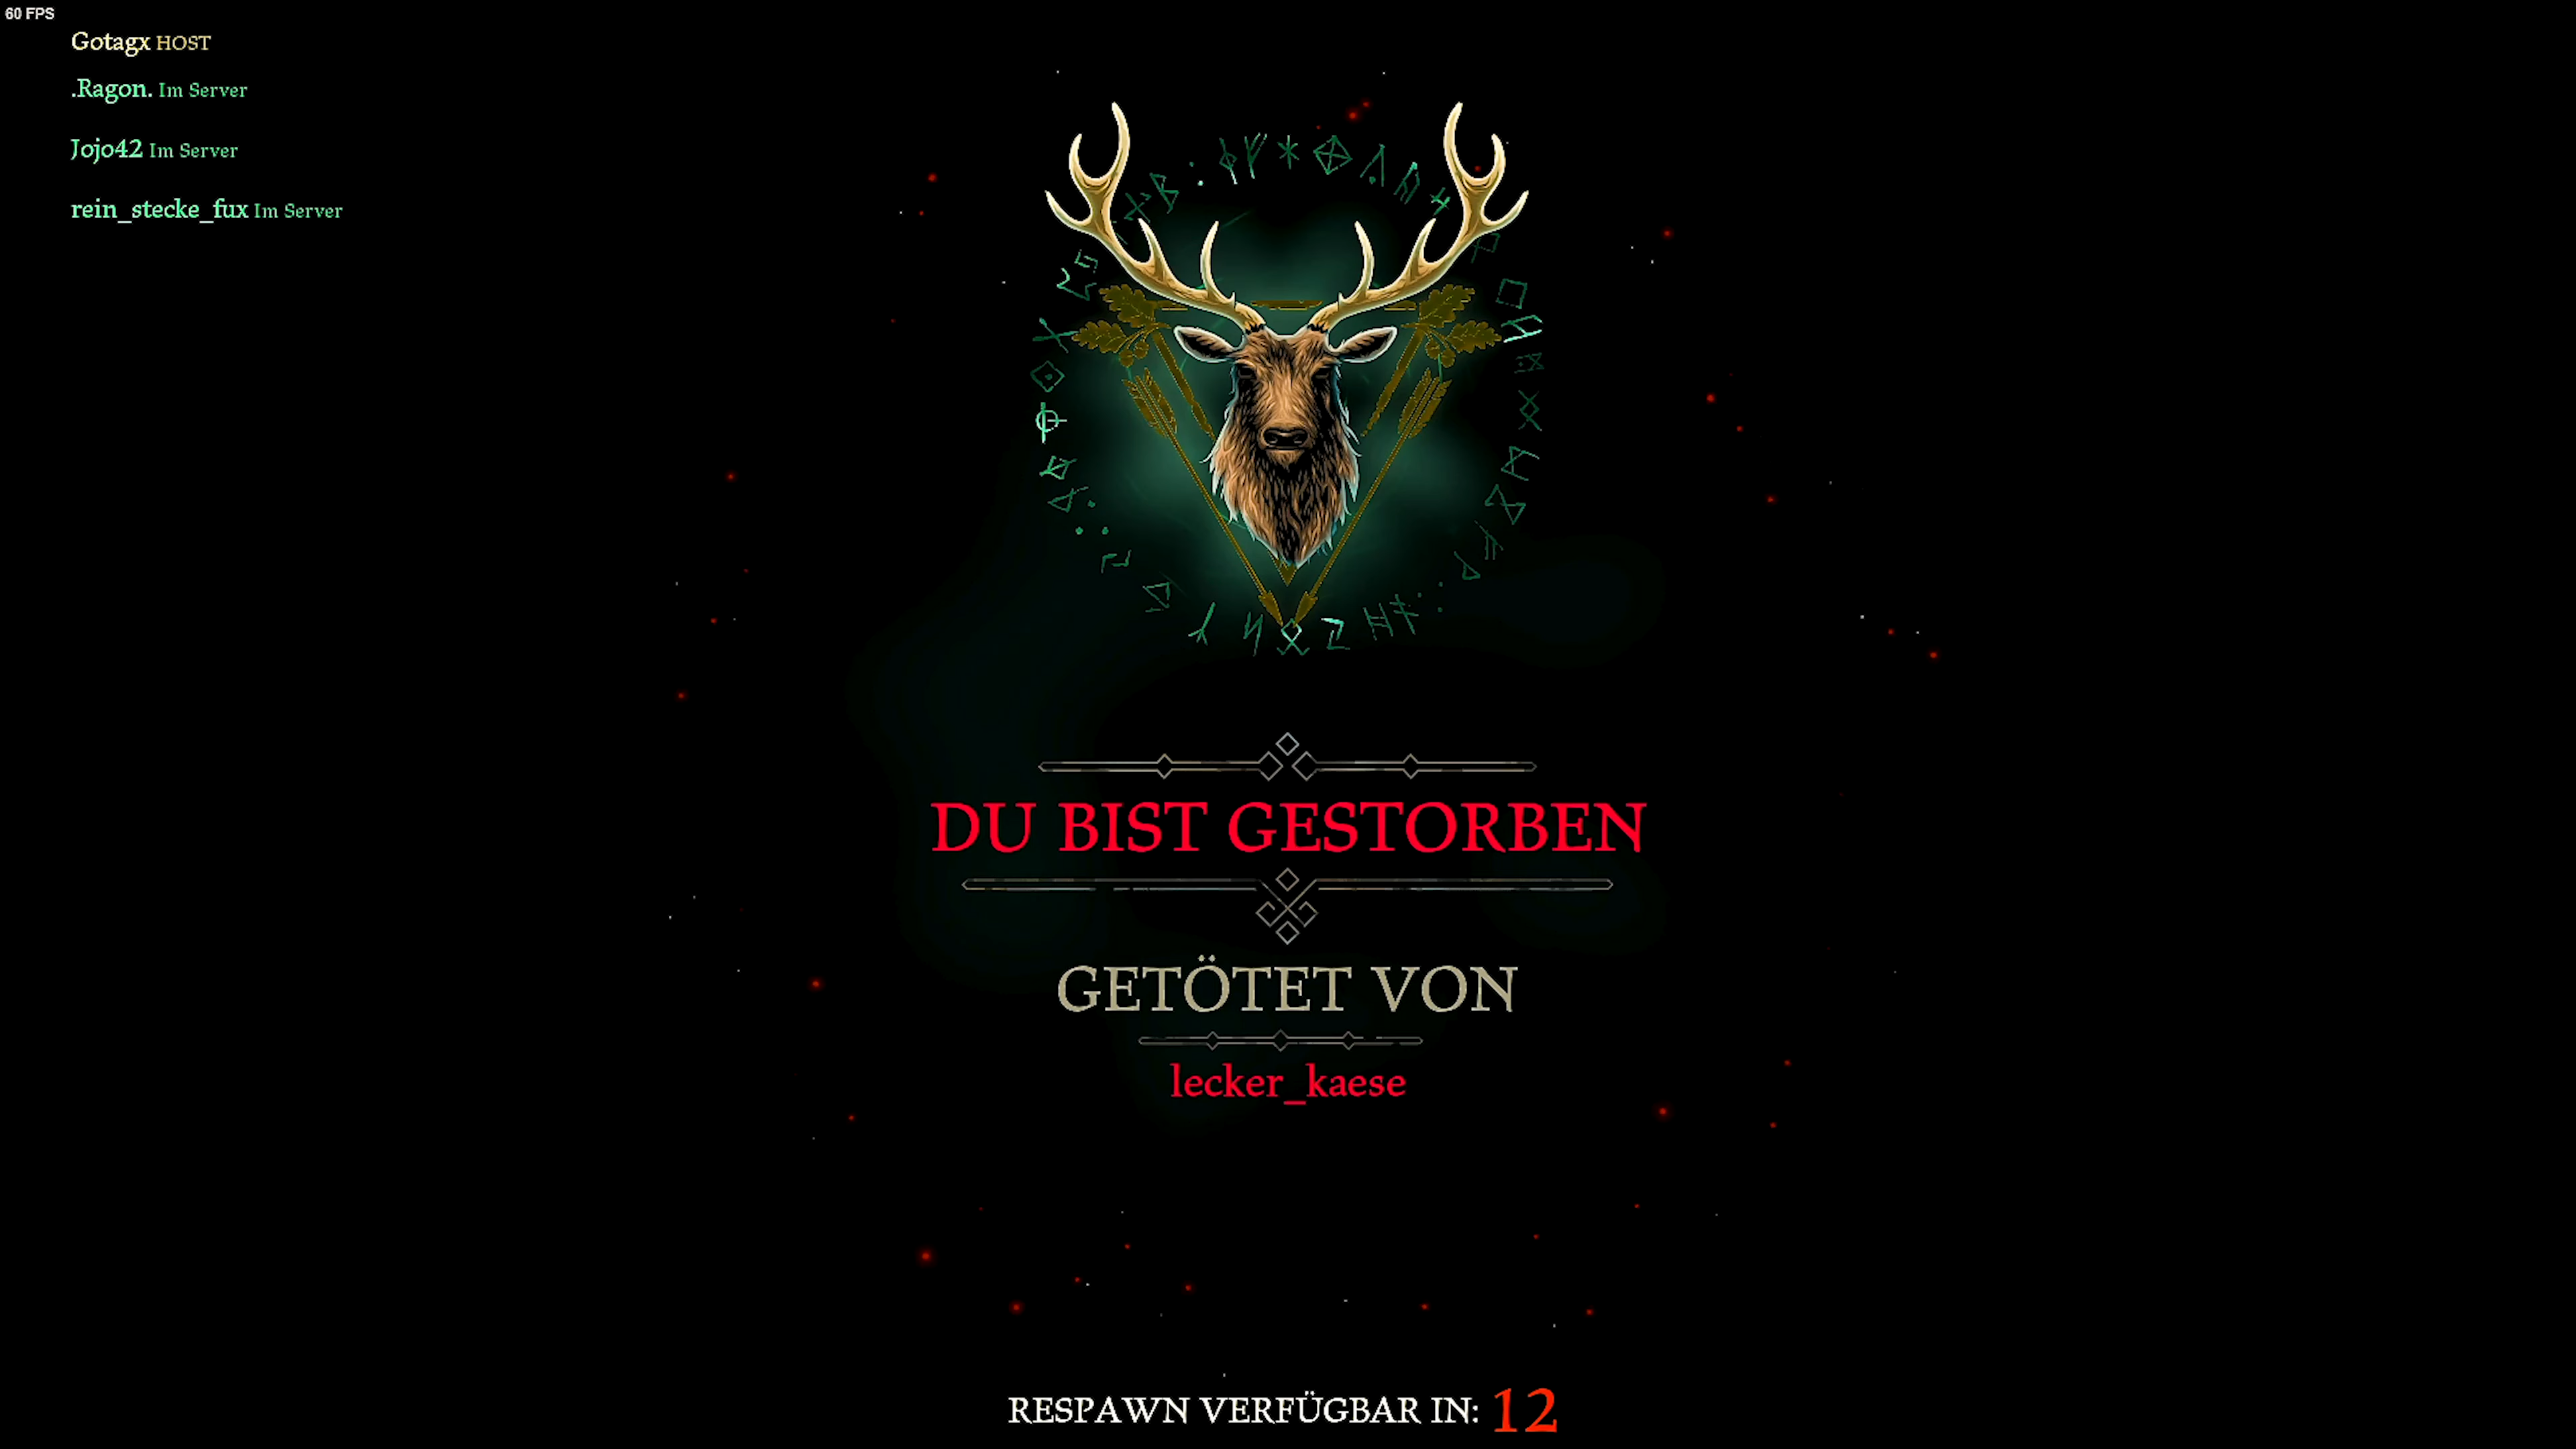 60 FPS
Gotagx HOST
.Ragon. Im Server
Jojo42 Im Server
rein_stecke_fux Im Server
DU BIST GESTORBEN
GETÖTET VON
lecker_kaese
RESPAWN VERFÜGBAR IN: 12